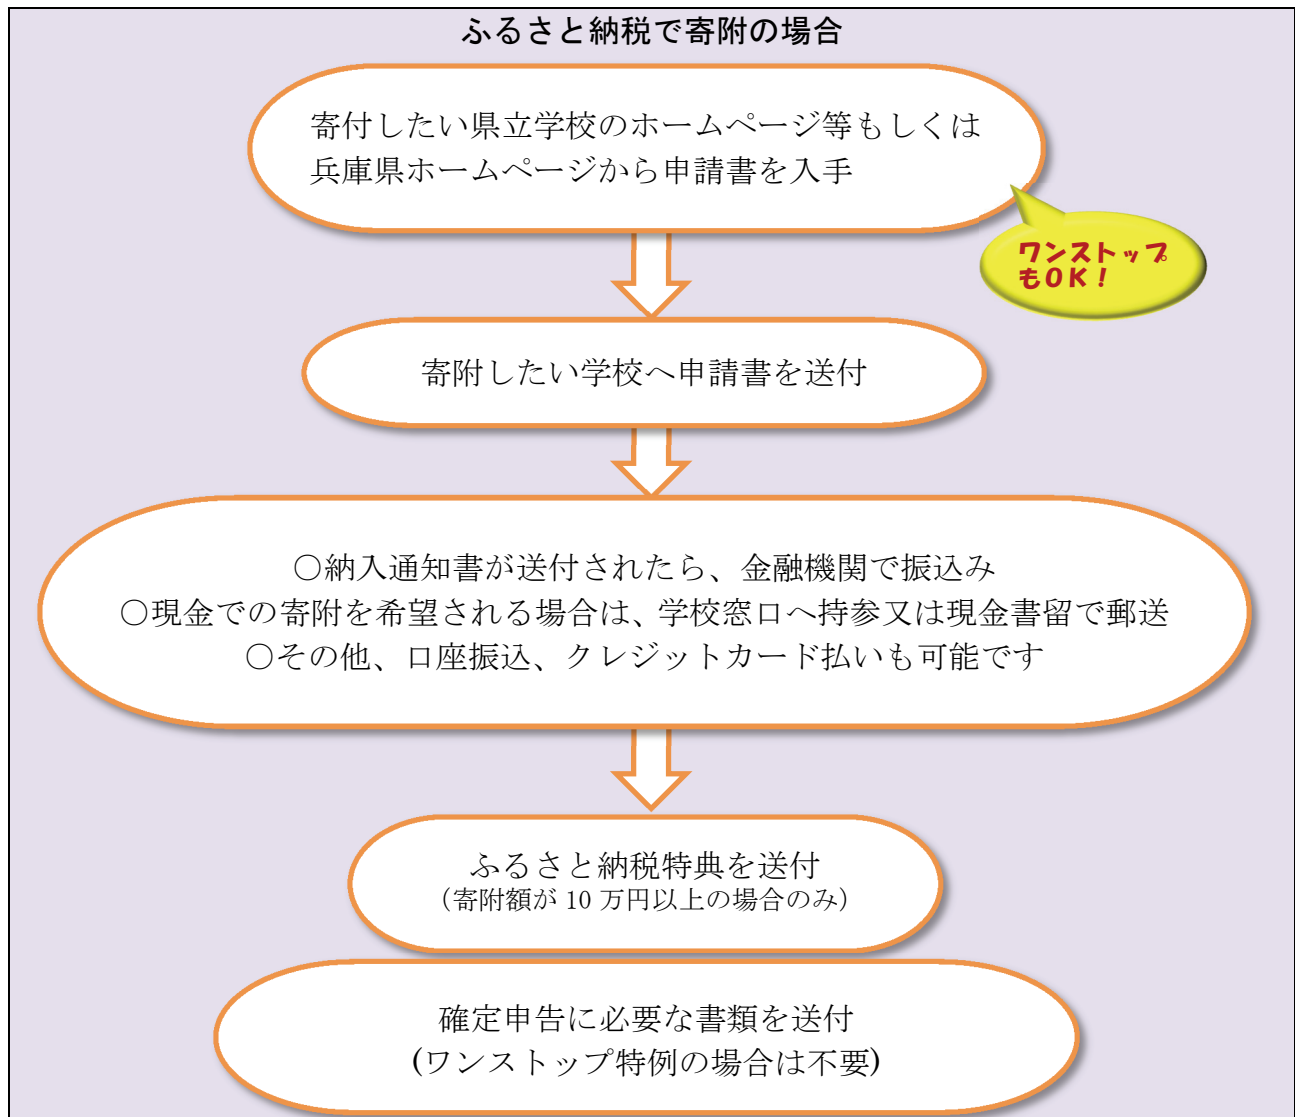 ふるさと納税で寄附の場合
寄付したい県立学校のホームページ等もしくは
兵庫県ホームページから申請書を入手
ワンストップ
もOK!
寄附したい学校へ申請書を送付
○納入通知書が送付されたら、金融機関で振込み
○現金での寄附を希望される場合は、学校窓口へ持参又は現金書留で郵送
○その他、口座振込、クレジットカード払いも可能です
ふるさと納税特典を送付
(寄附額が 10 万円以上の場合のみ)
確定申告に必要な書類を送付
(ワンストップ特例の場合は不要)